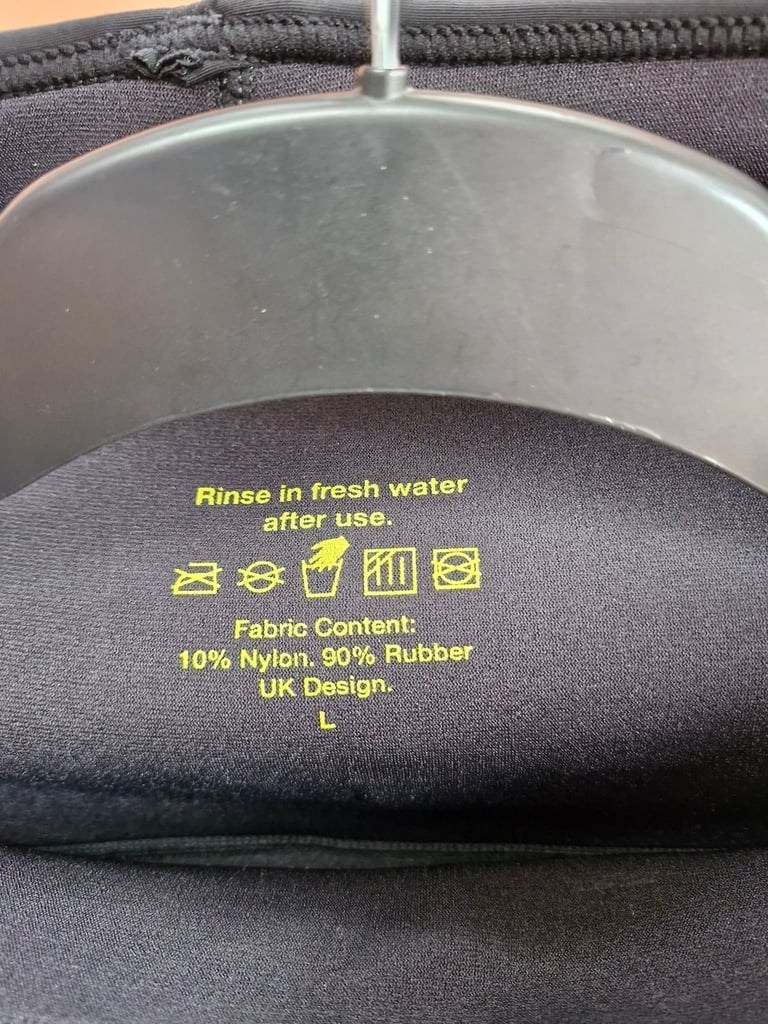 Rinse in fresh water
after use.
Fabric Content:
10% Nylon. 90% Rubber
UK Design.
L